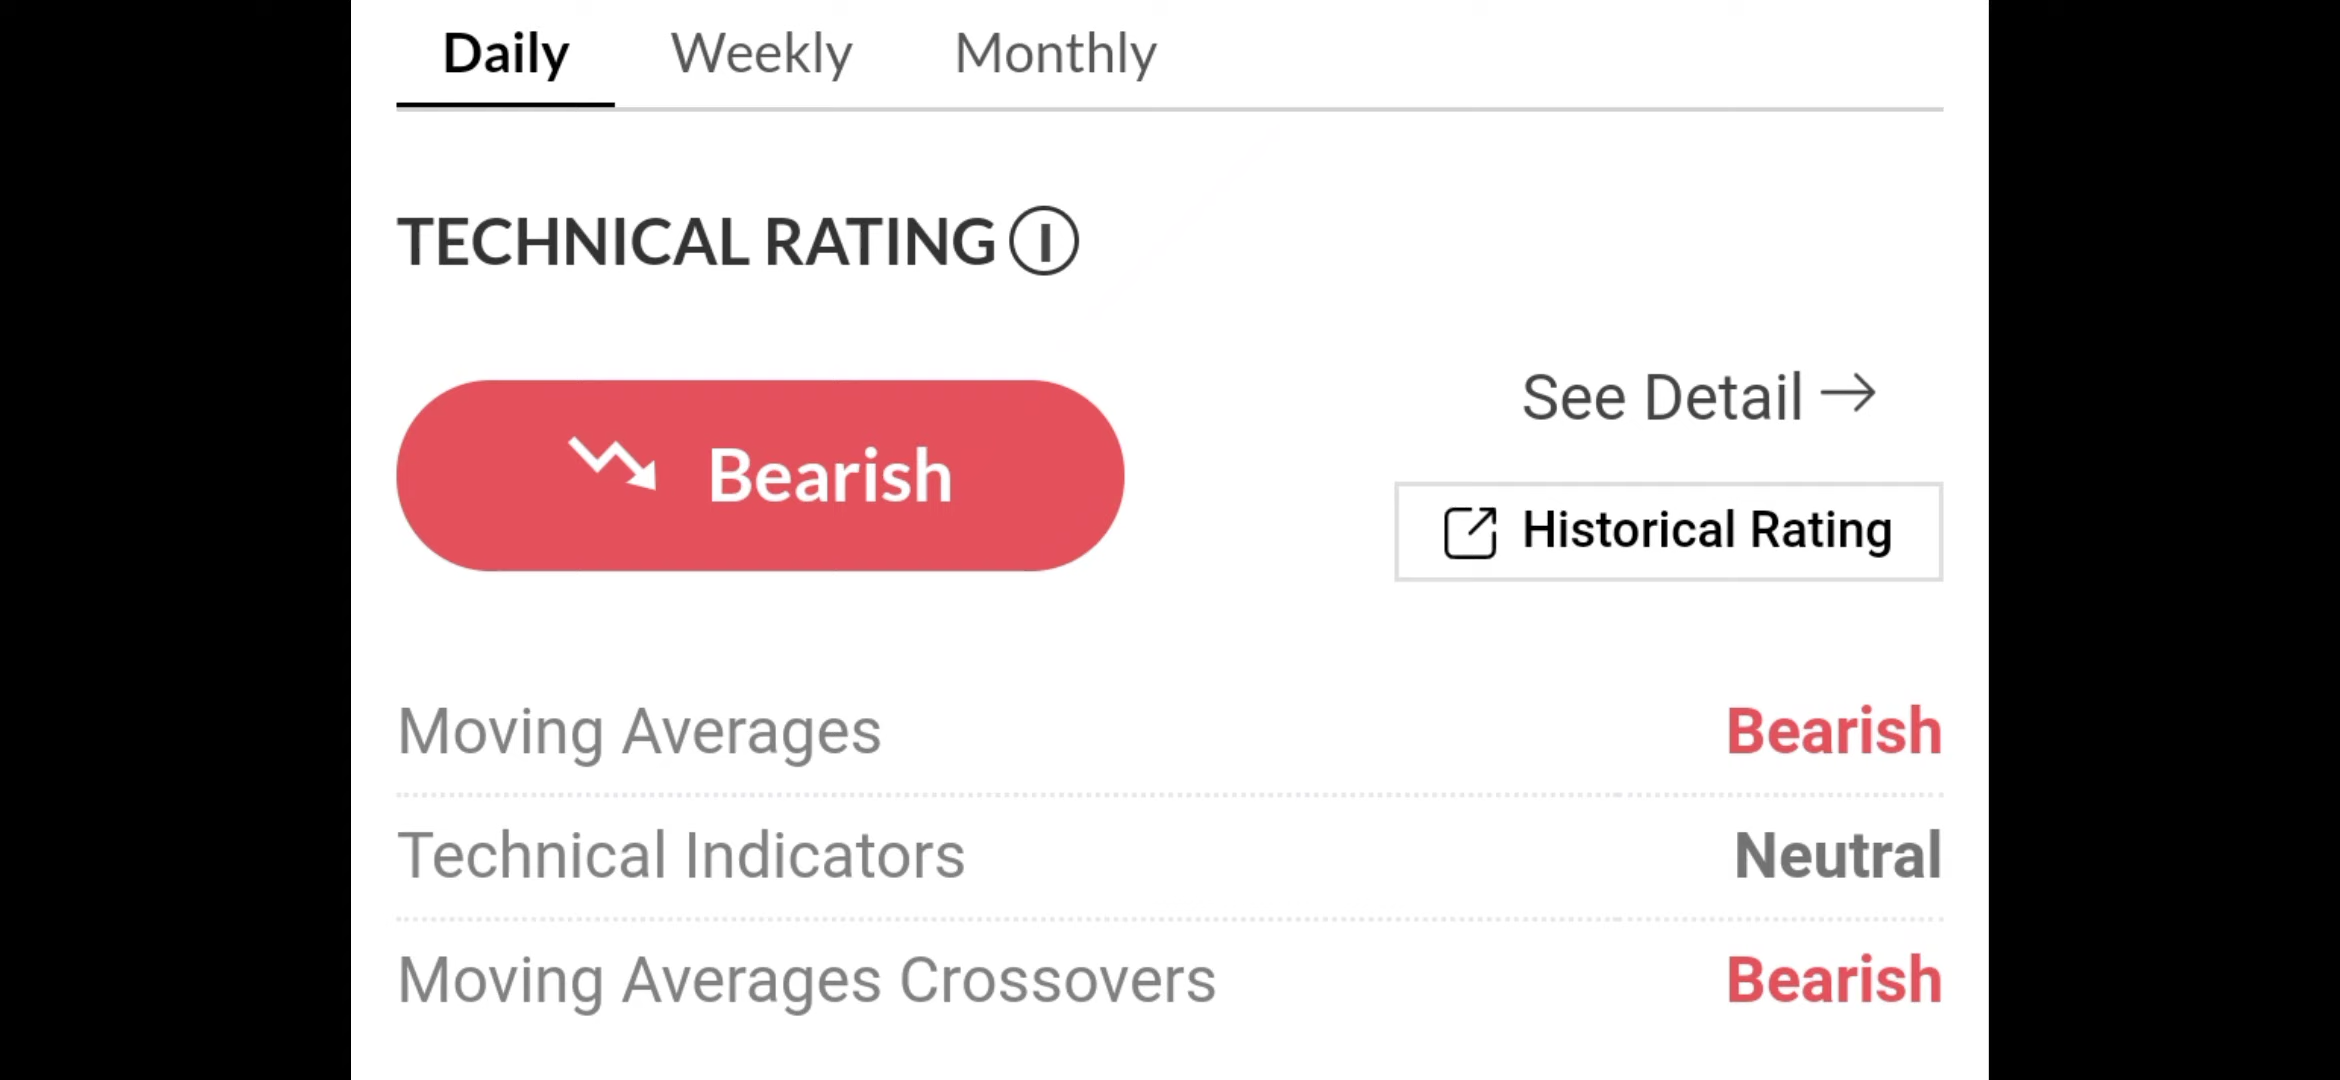 Daily Weekly Monthly
TECHNICAL RATING I
Bearish
See Detail →
Historical Rating
Moving Averages Bearish
Technical Indicators Neutral
Moving Averages Crossovers Bearish